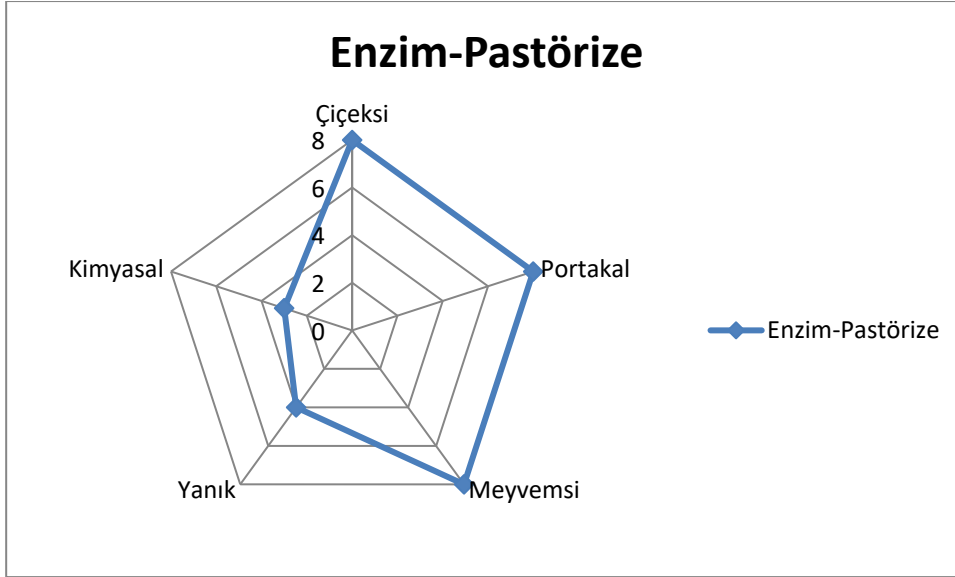 Enzim-Pastörize
Çiçeksi
8
6
4
2
0
Kimyasal
Portakal
Yanık
Meyvemsi
Enzim-Pastörize